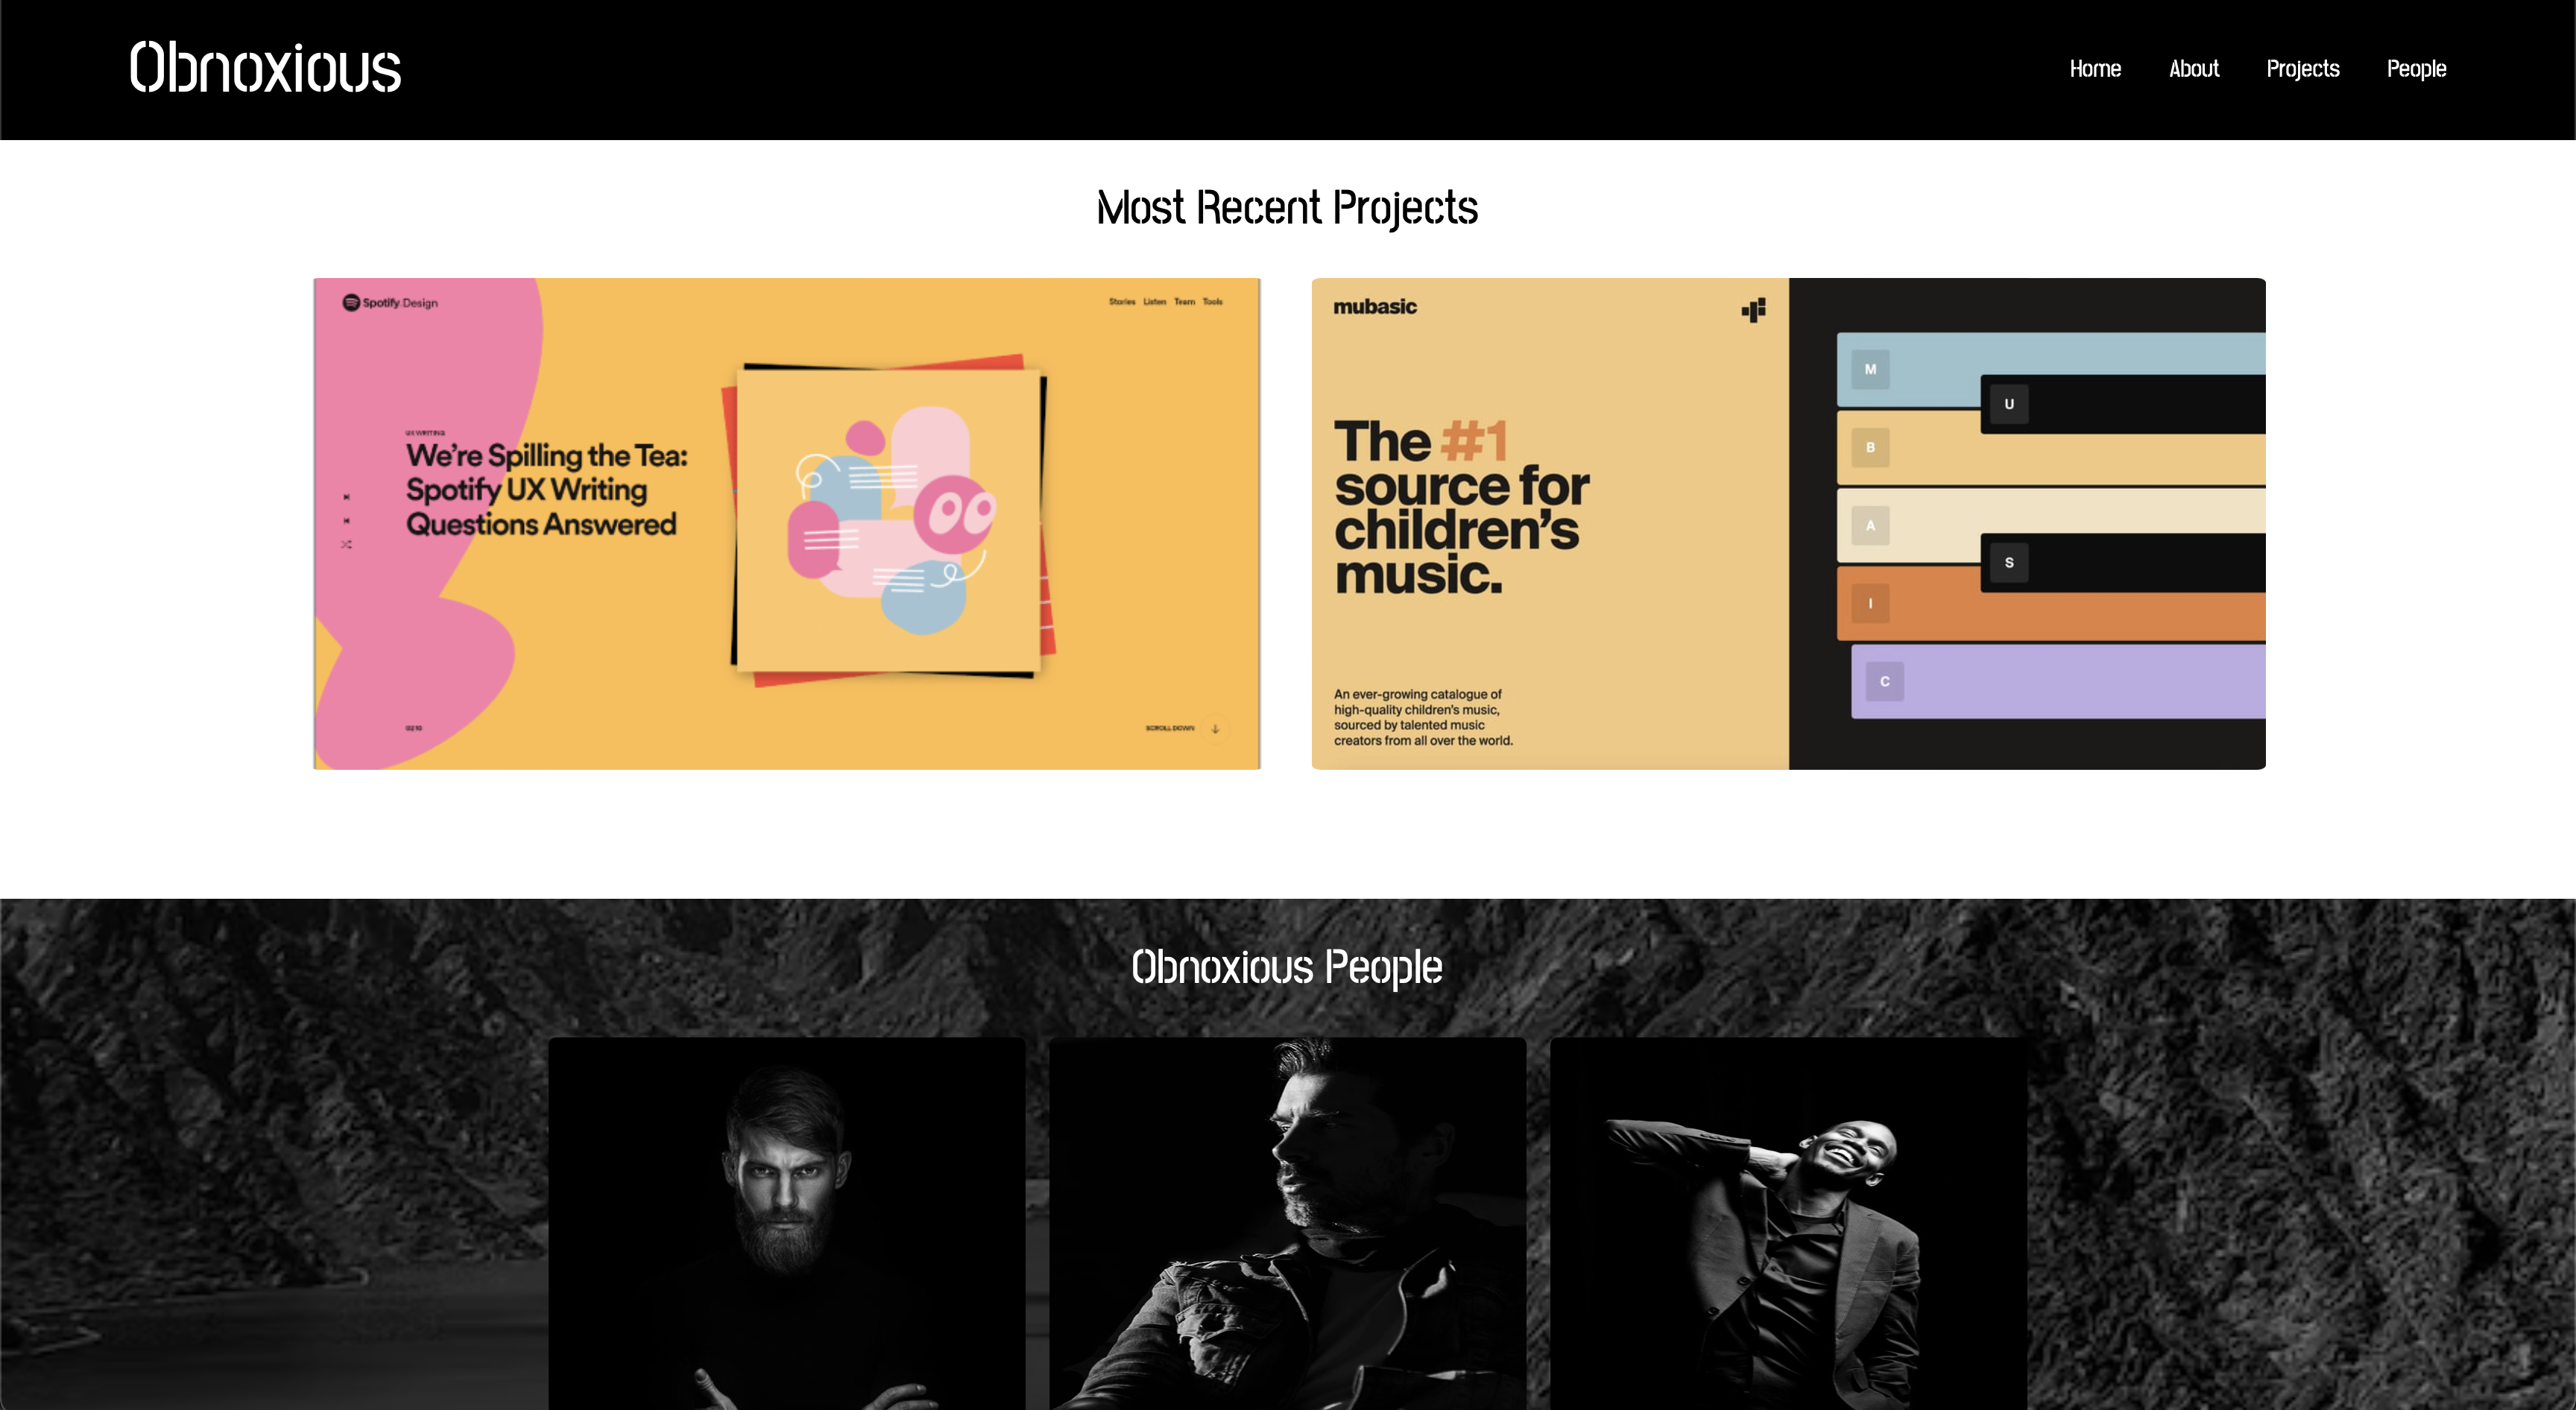 Obnoxious
Home About Projects People
Most Recent Projects
Spotify Design
Stories Listen Team Tools
UX WRITING
We're Spilling the Tea:
Spotify UX Writing
Questions Answered
SCROLL DOWN
mubasic
The #1
source for
children's
music.
An ever-growing catalogue of
high-quality children's music,
sourced by talented music
creators from all over the world.
M
U
B
A
S
I
C
Obnoxious People